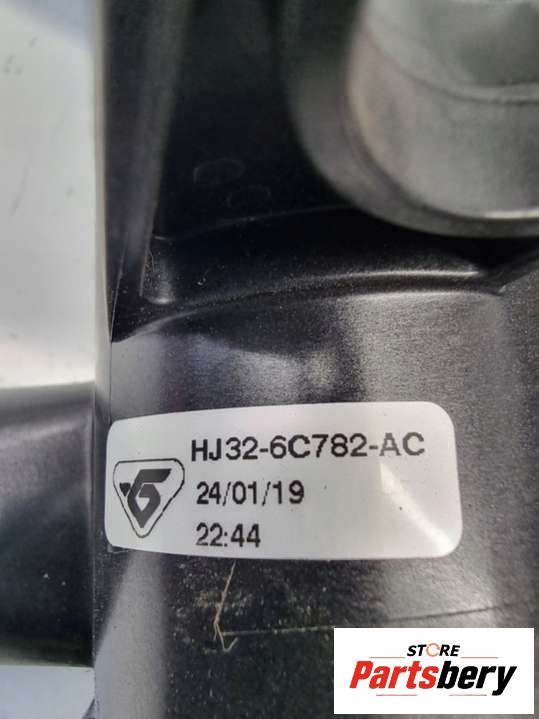 HJ32-6C782-AC
24/01/19
22:44
STORE
Partsbery